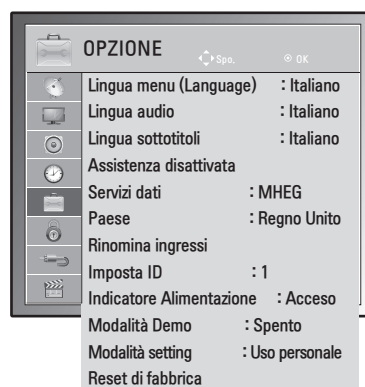 OPZIONE
Spo.
OK
Lingua menu (Language) : Italiano
Lingua audio : Italiano
Lingua sottotitoli : Italiano
Assistenza disattivata
Servizi dati : MHEG
Paese : Regno Unito
Rinomina ingressi
Imposta ID : 1
Indicatore Alimentazione : Acceso
Modalità Demo : Spento
Modalità setting : Uso personale
Reset di fabbrica